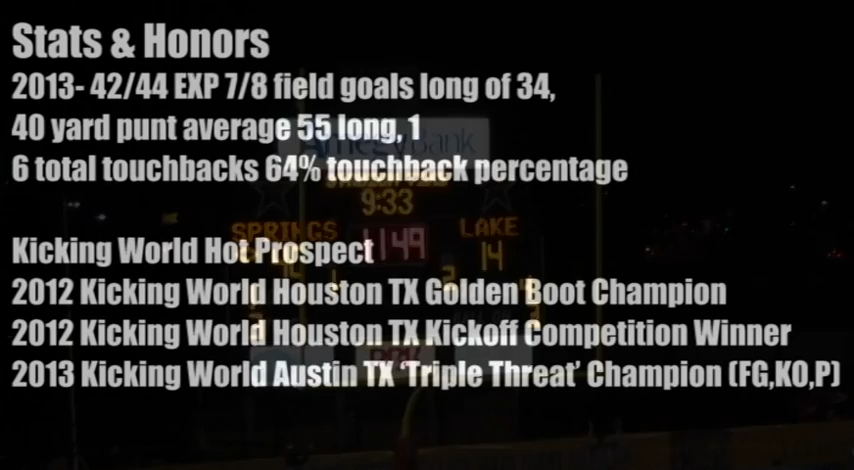 Stats & Honors
2013- 42/44 EXP 7/8 field goals long of 34,
40 yard punt average 55 long, 1
6 total touchbacks 64% touchback percentage
9:33
SPRINGS LAKE
11:49
14
Kicking World Hot Prospect
2012 Kicking World Houston TX Golden Boot Champion
2012 Kicking World Houston TX Kickoff Competition Winner
2013 Kicking World Austin TX ‘Triple Threat’ Champion (FG,KO,P)